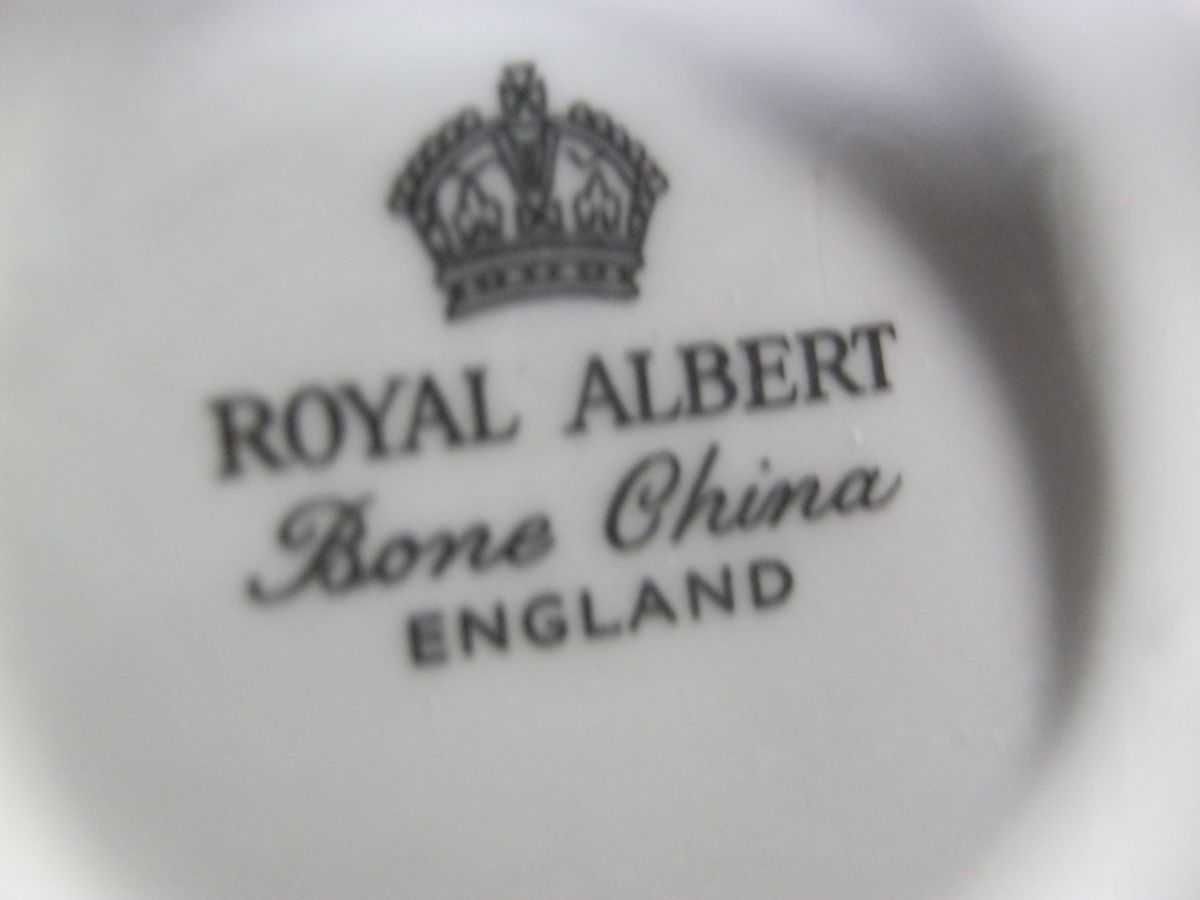 ROYAL ALBERT
Bone China
ENGLAND